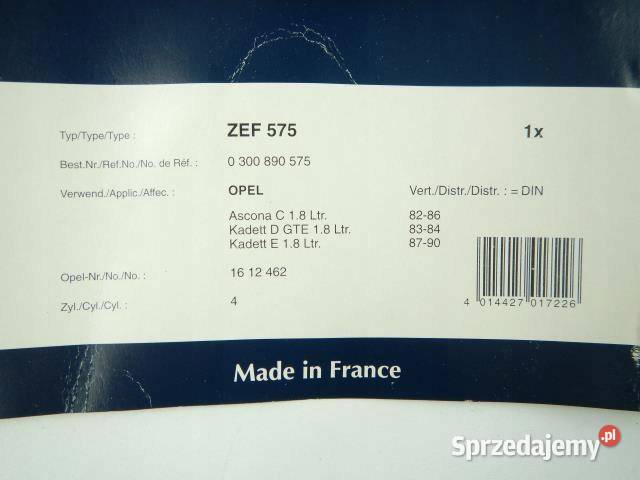 Typ/Type/Type : ZEF 575 1x
Best.Nr./Ref.No./No. de Réf. : 0 300 890 575
Verwend./Applic./Affec. : OPEL Vert./Distr./Distr. : = DIN
Ascona C 1.8 Ltr. 82-86
Kadett D GTE 1.8 Ltr. 83-84
Kadett E 1.8 Ltr. 87-90
Opel-Nr./No./No. : 16 12 462
Zyl./Cyl./Cyl. : 4
4 014427 017226
Made in France
Sprzedajemy.pl